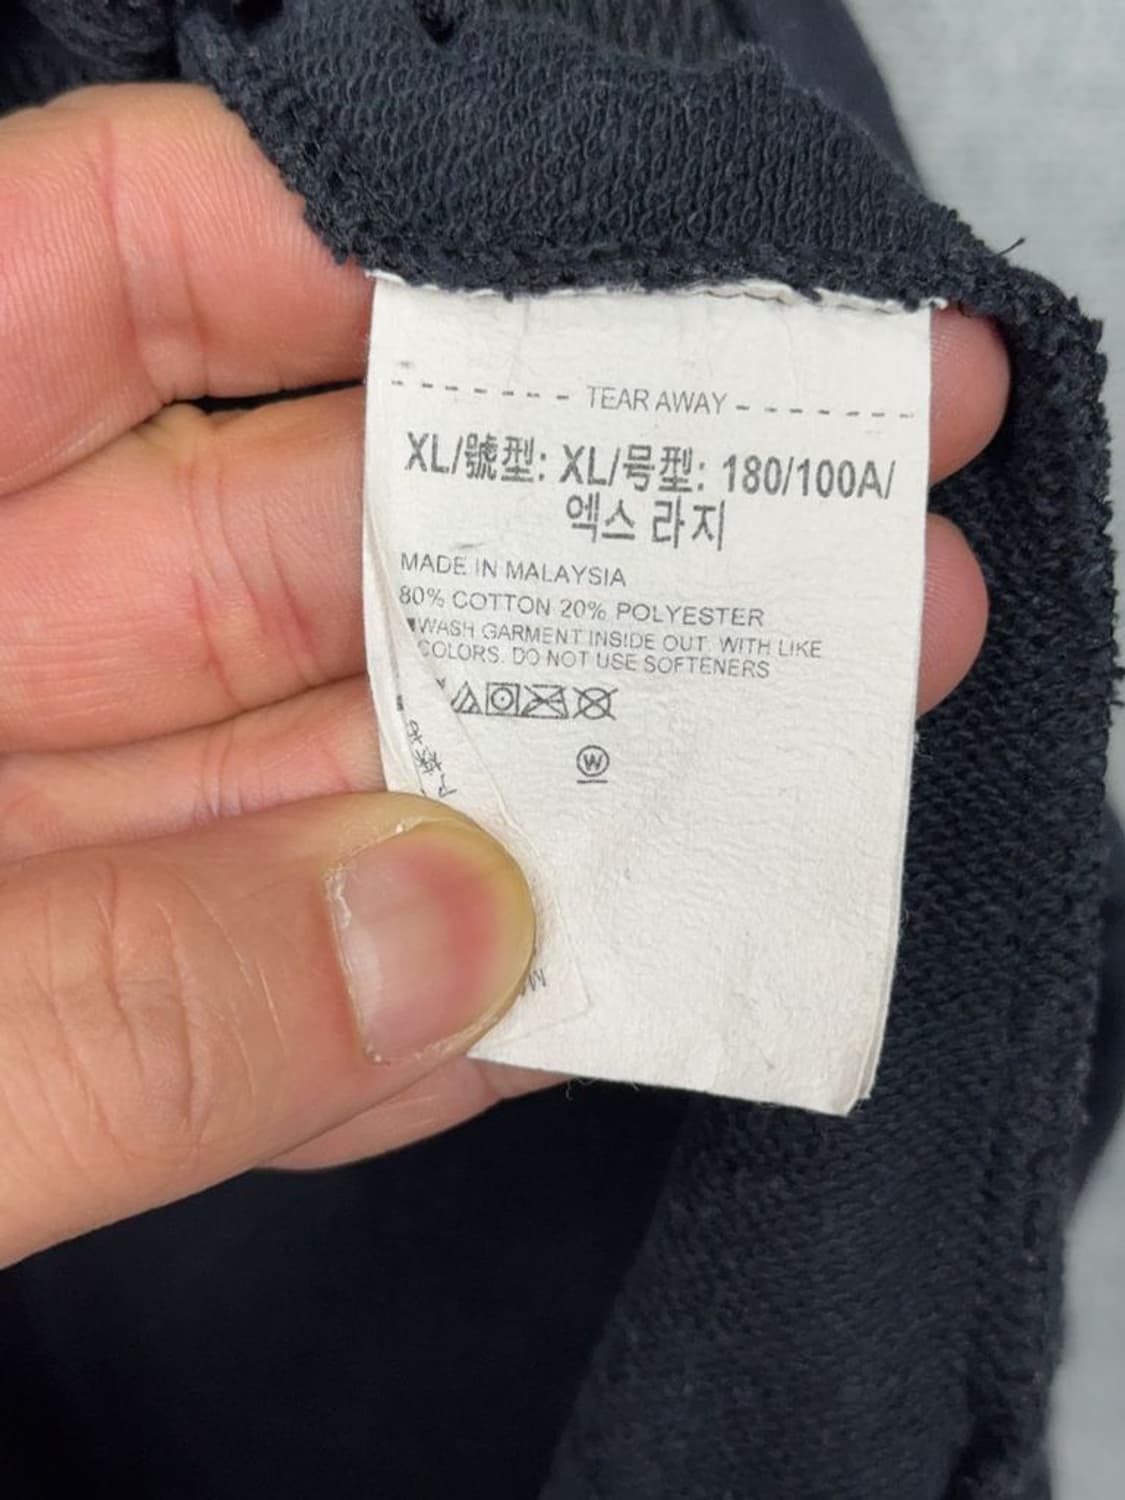 TEAR AWAY
XL/號型: XL/号型: 180/100A/
엑스 라지
MADE IN MALAYSIA
80% COTTON 20% POLYESTER
WASH GARMENT INSIDE OUT WITH LIKE
COLORS. DO NOT USE SOFTENERS
W